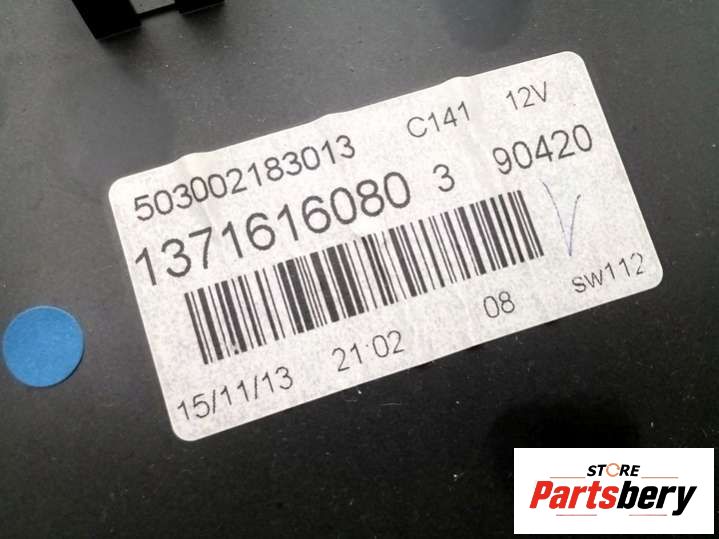 503002183013 C141 12V
1371616080 3 90420
15/11/13 21:02 08 sw112
STORE
Partsbery